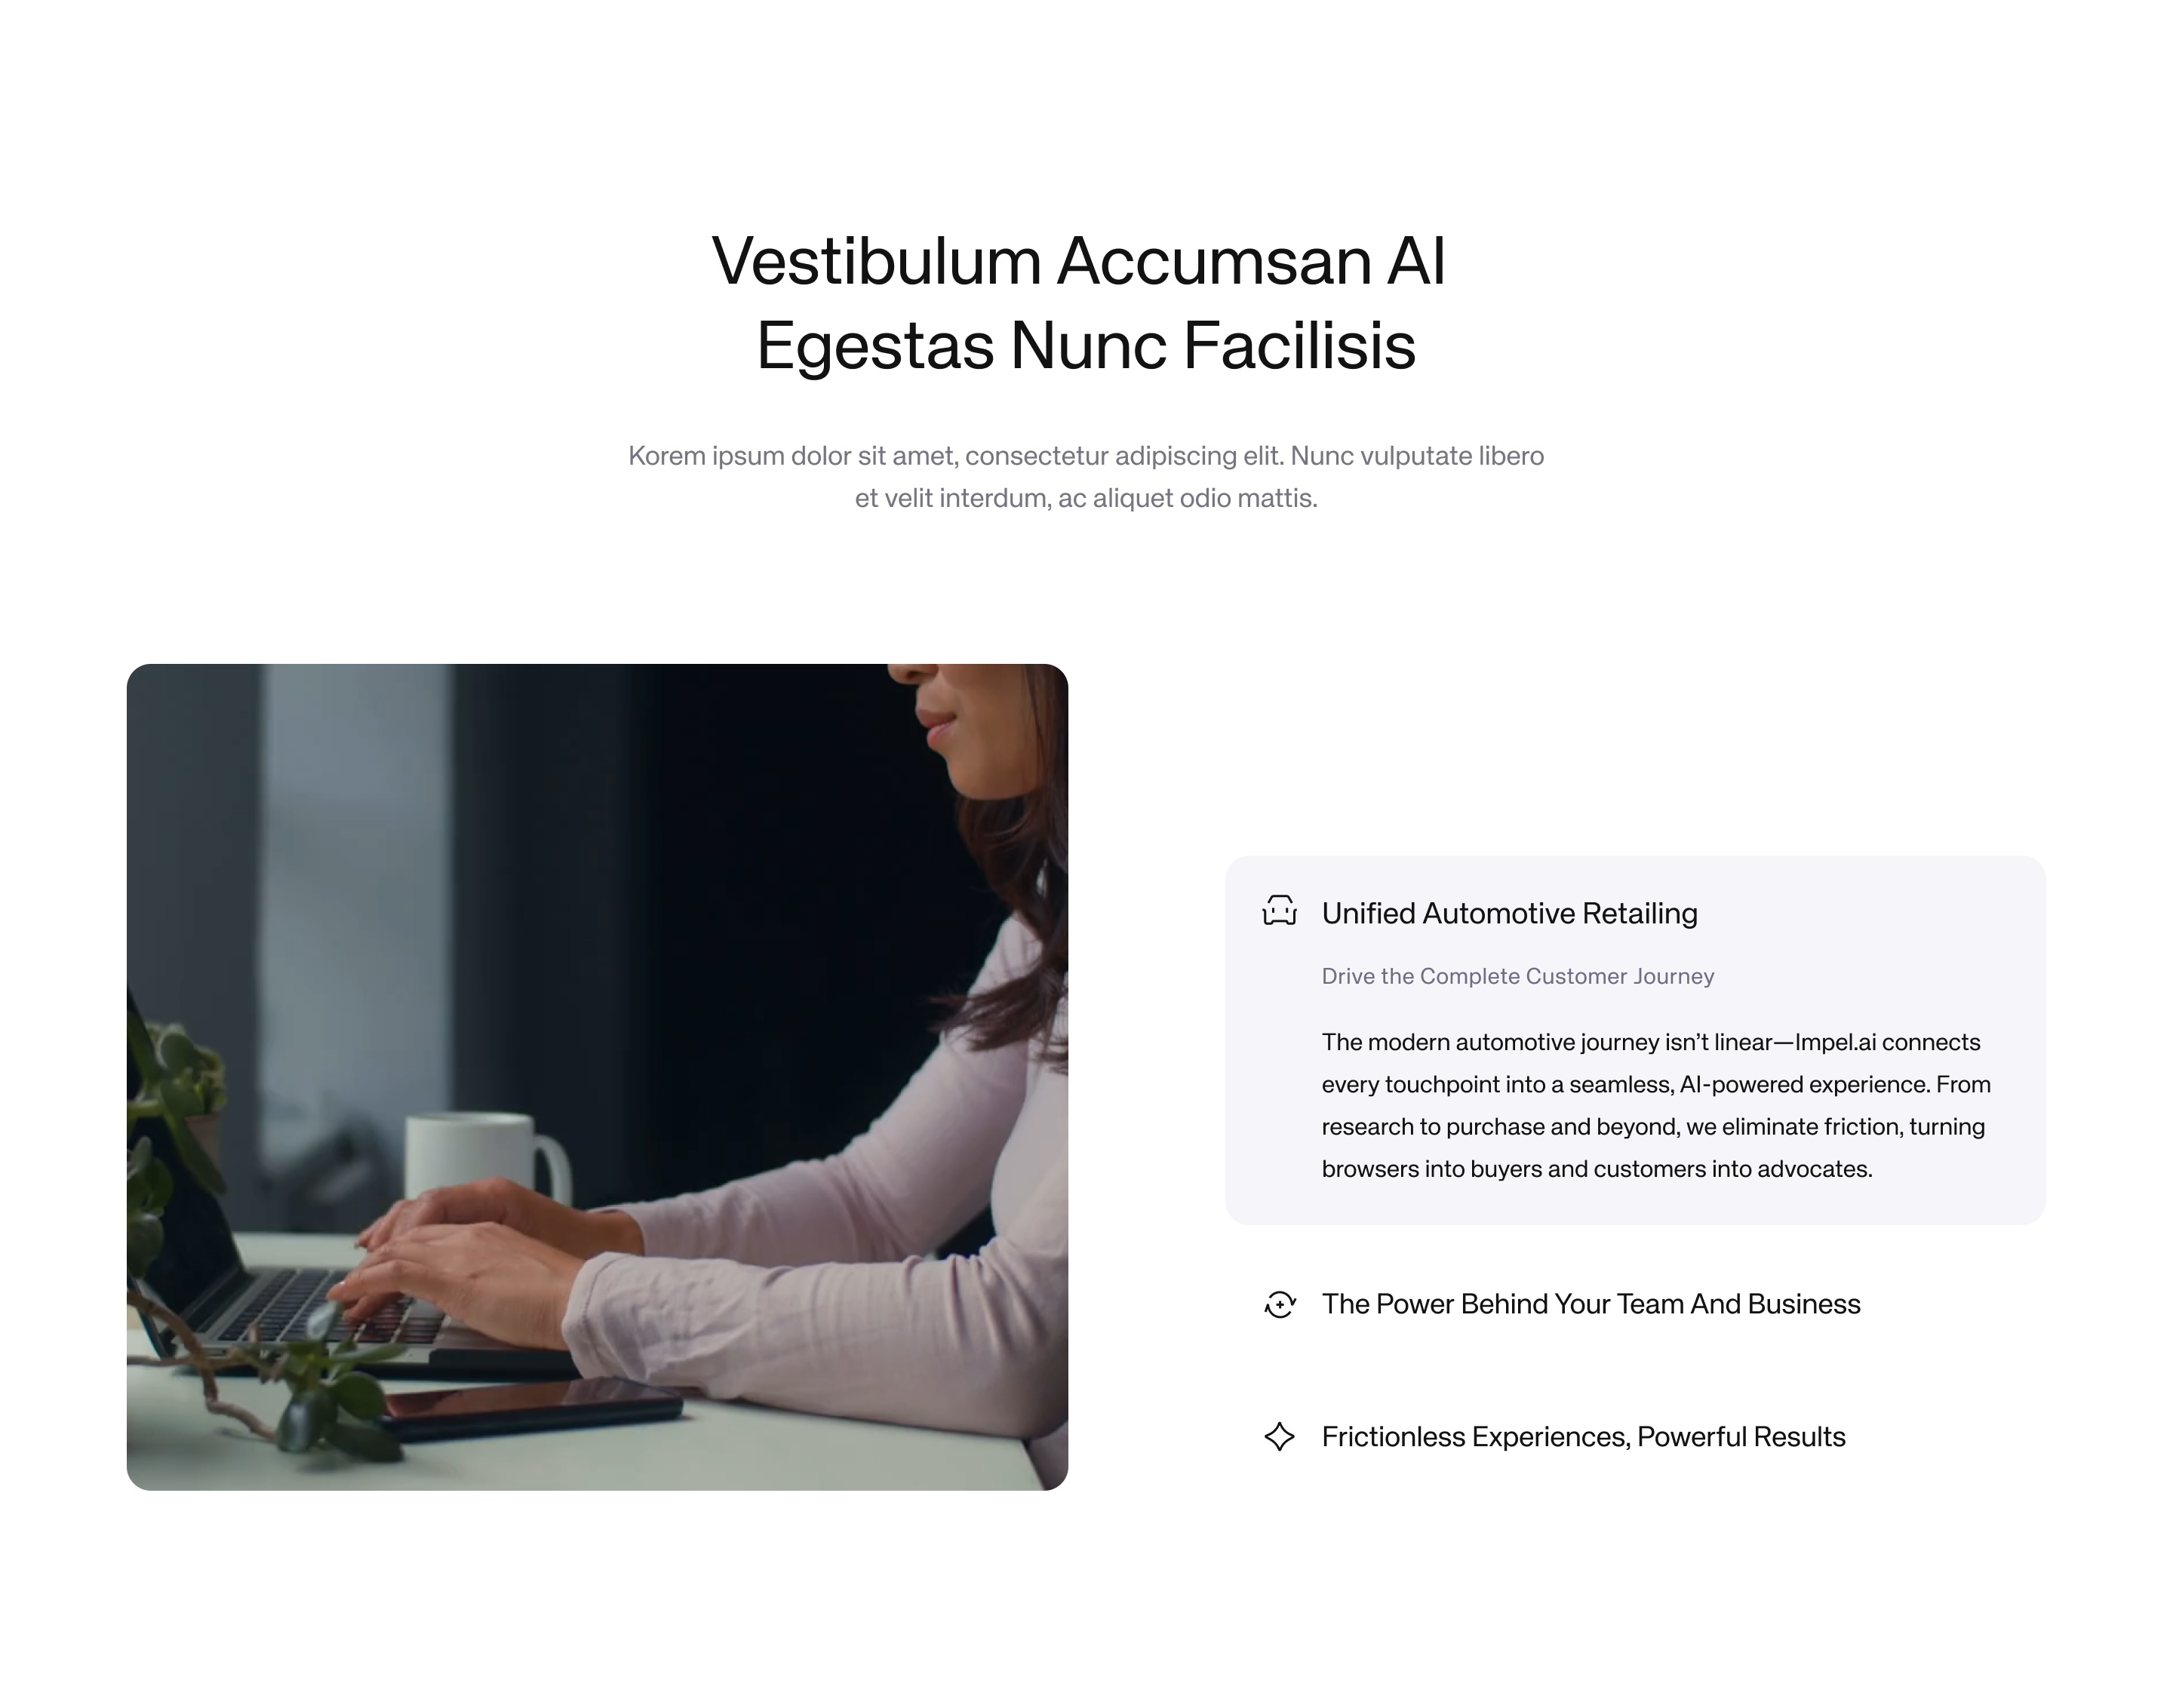 Vestibulum Accumsan AI
Egestas Nunc Facilisis
Korem ipsum dolor sit amet, consectetur adipiscing elit. Nunc vulputate libero
et velit interdum, ac aliquet odio mattis.
Unified Automotive Retailing
Drive the Complete Customer Journey
The modern automotive journey isn’t linear—Impel.ai connects
every touchpoint into a seamless, AI-powered experience. From
research to purchase and beyond, we eliminate friction, turning
browsers into buyers and customers into advocates.
The Power Behind Your Team And Business
Frictionless Experiences, Powerful Results